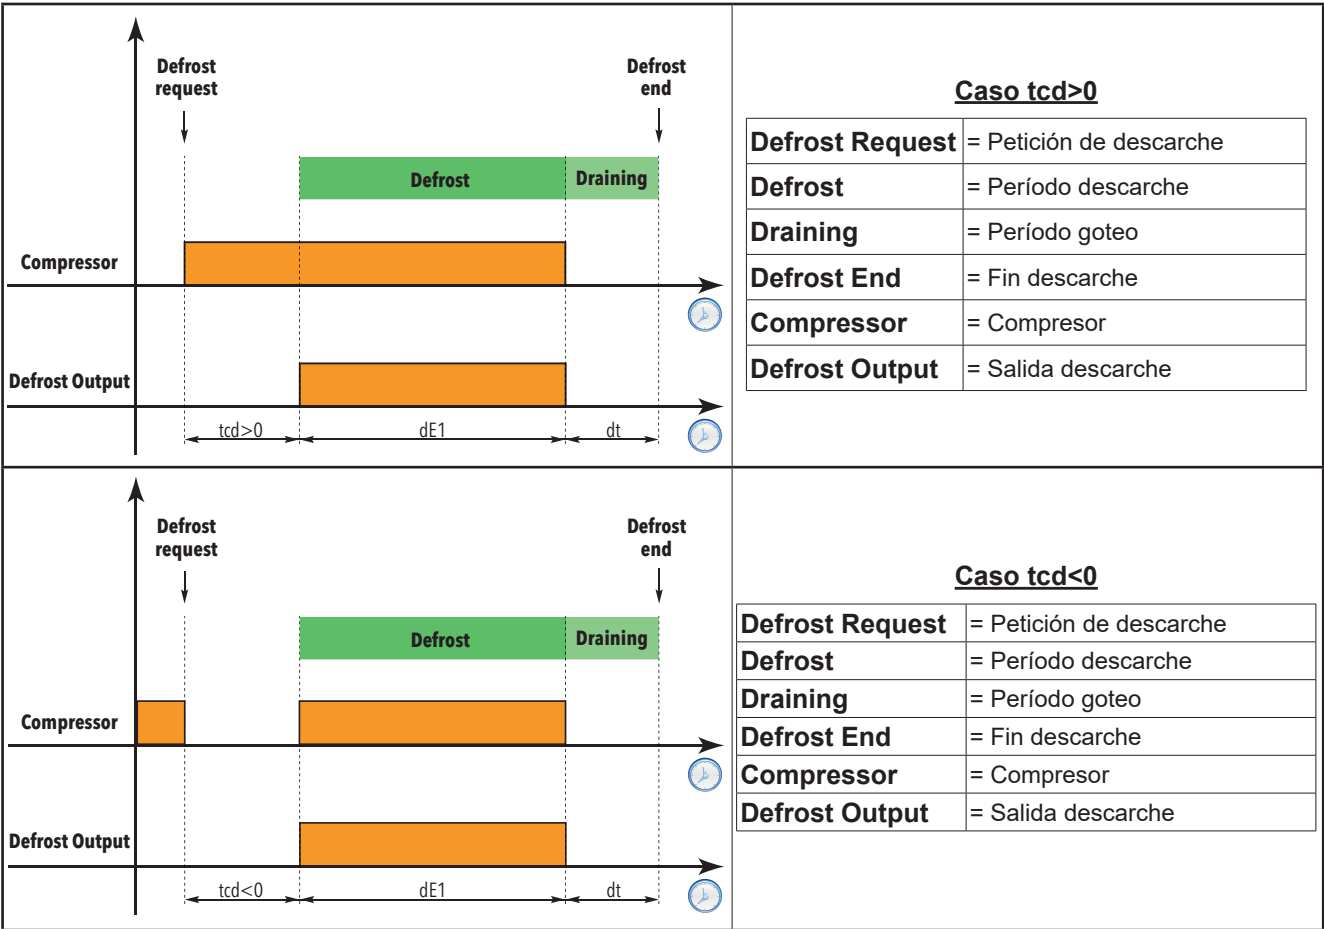 Defrost
request
Defrost
end
Defrost
Draining
Compressor
Defrost Output
tcd>0
dE1
dt
Caso tcd>0
Defrost Request = Petición de descarche
Defrost = Período descarche
Draining = Período goteo
Defrost End = Fin descarche
Compressor = Compresor
Defrost Output = Salida descarche
Defrost
request
Defrost
end
Defrost
Draining
Compressor
Defrost Output
tcd<0
dE1
dt
Caso tcd<0
Defrost Request = Petición de descarche
Defrost = Período descarche
Draining = Período goteo
Defrost End = Fin descarche
Compressor = Compresor
Defrost Output = Salida descarche